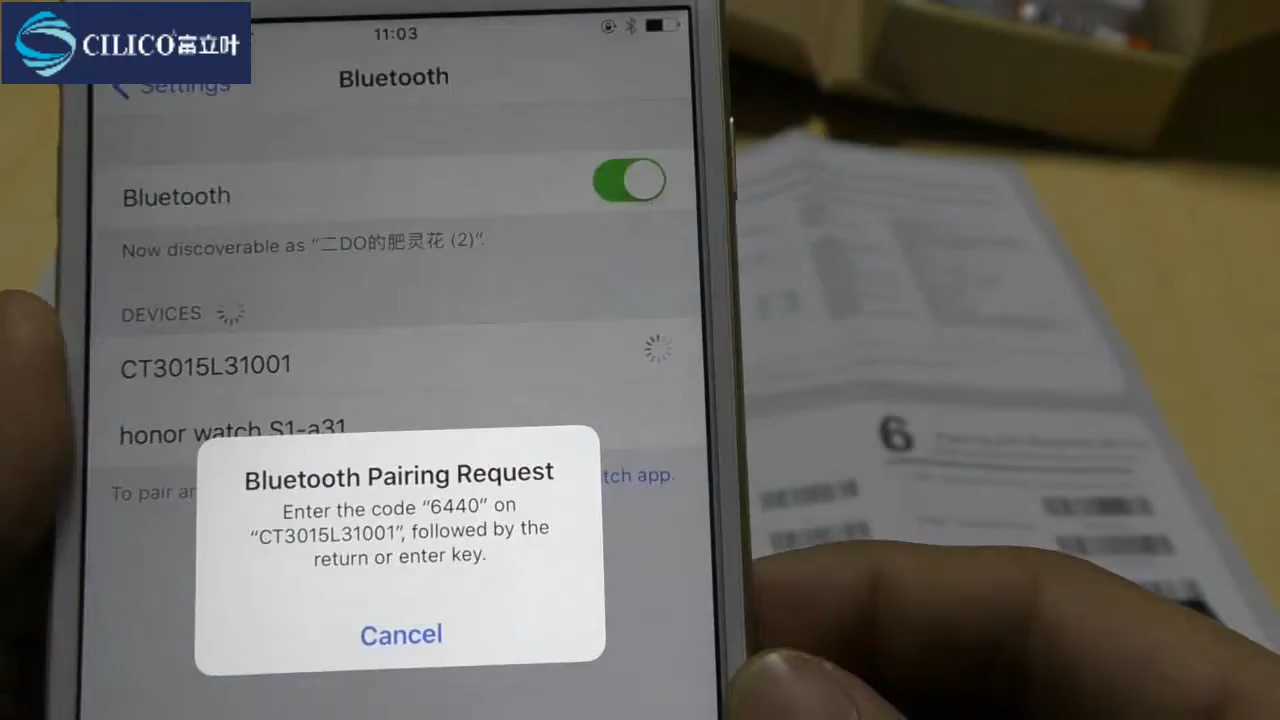 CILICO富立叶
11:03
Settings
Bluetooth
Bluetooth
Now discoverable as “二DO的肥灵花 (2)”.
DEVICES
CT3015L31001
honor watch S1-a31
To pair an
tch app.
Bluetooth Pairing Request
Enter the code “6440” on
“CT3015L31001”, followed by the
return or enter key.
Cancel
6